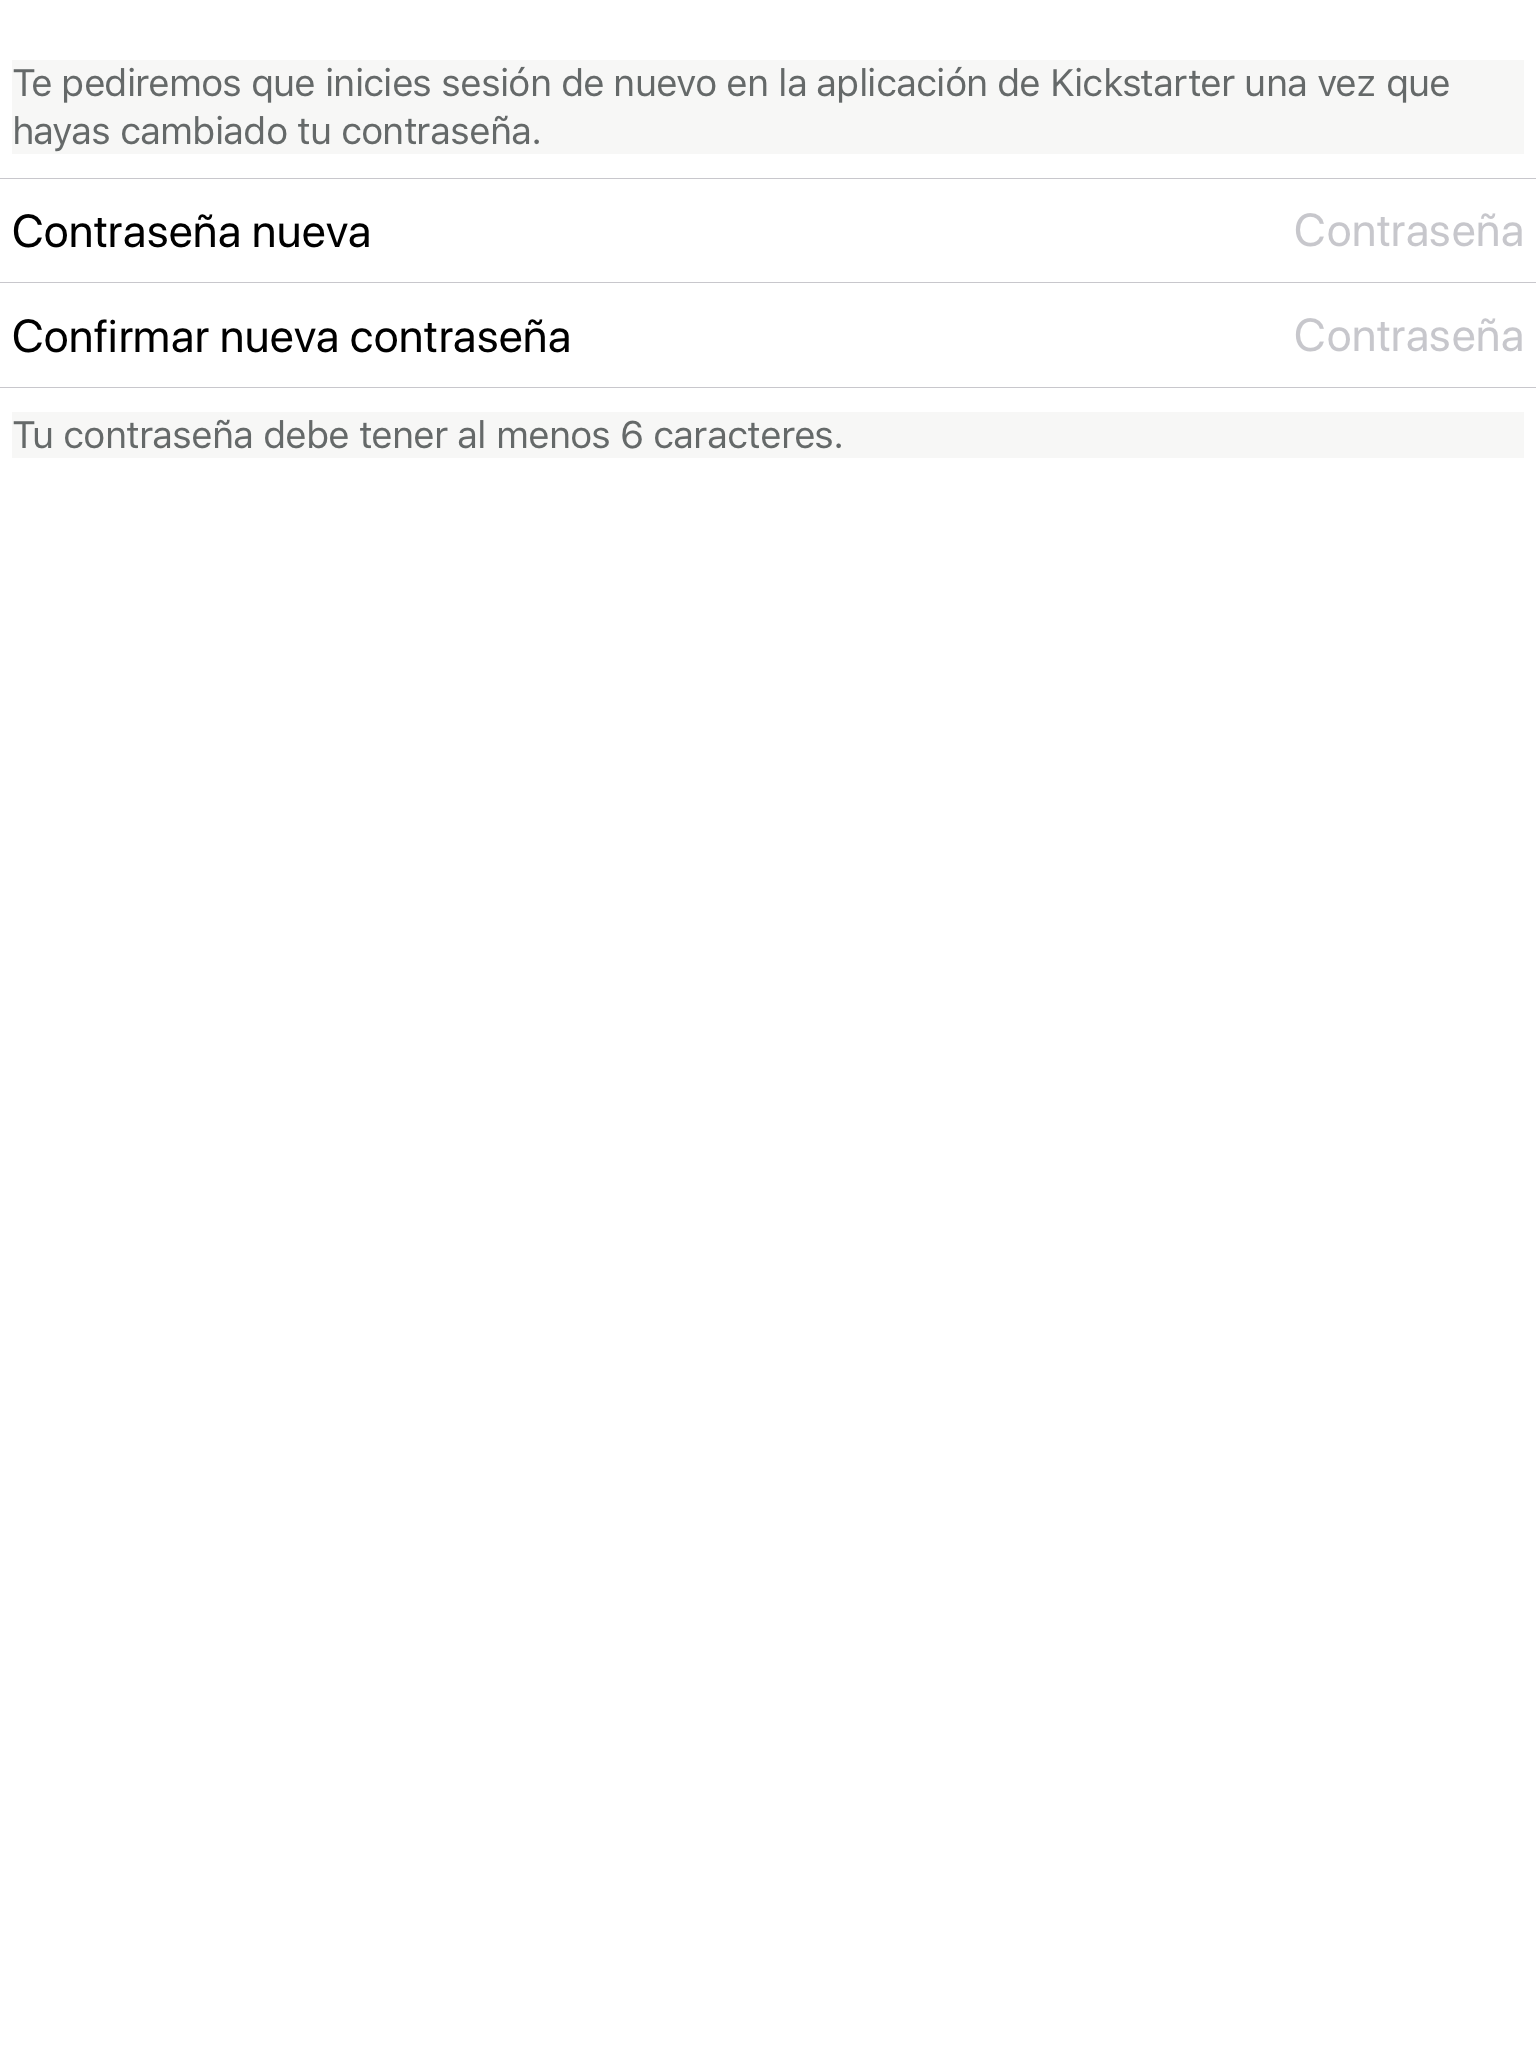 Te pediremos que inicies sesión de nuevo en la aplicación de Kickstarter una vez que
hayas cambiado tu contraseña.
Contraseña nueva Contraseña
Confirmar nueva contraseña Contraseña
Tu contraseña debe tener al menos 6 caracteres.